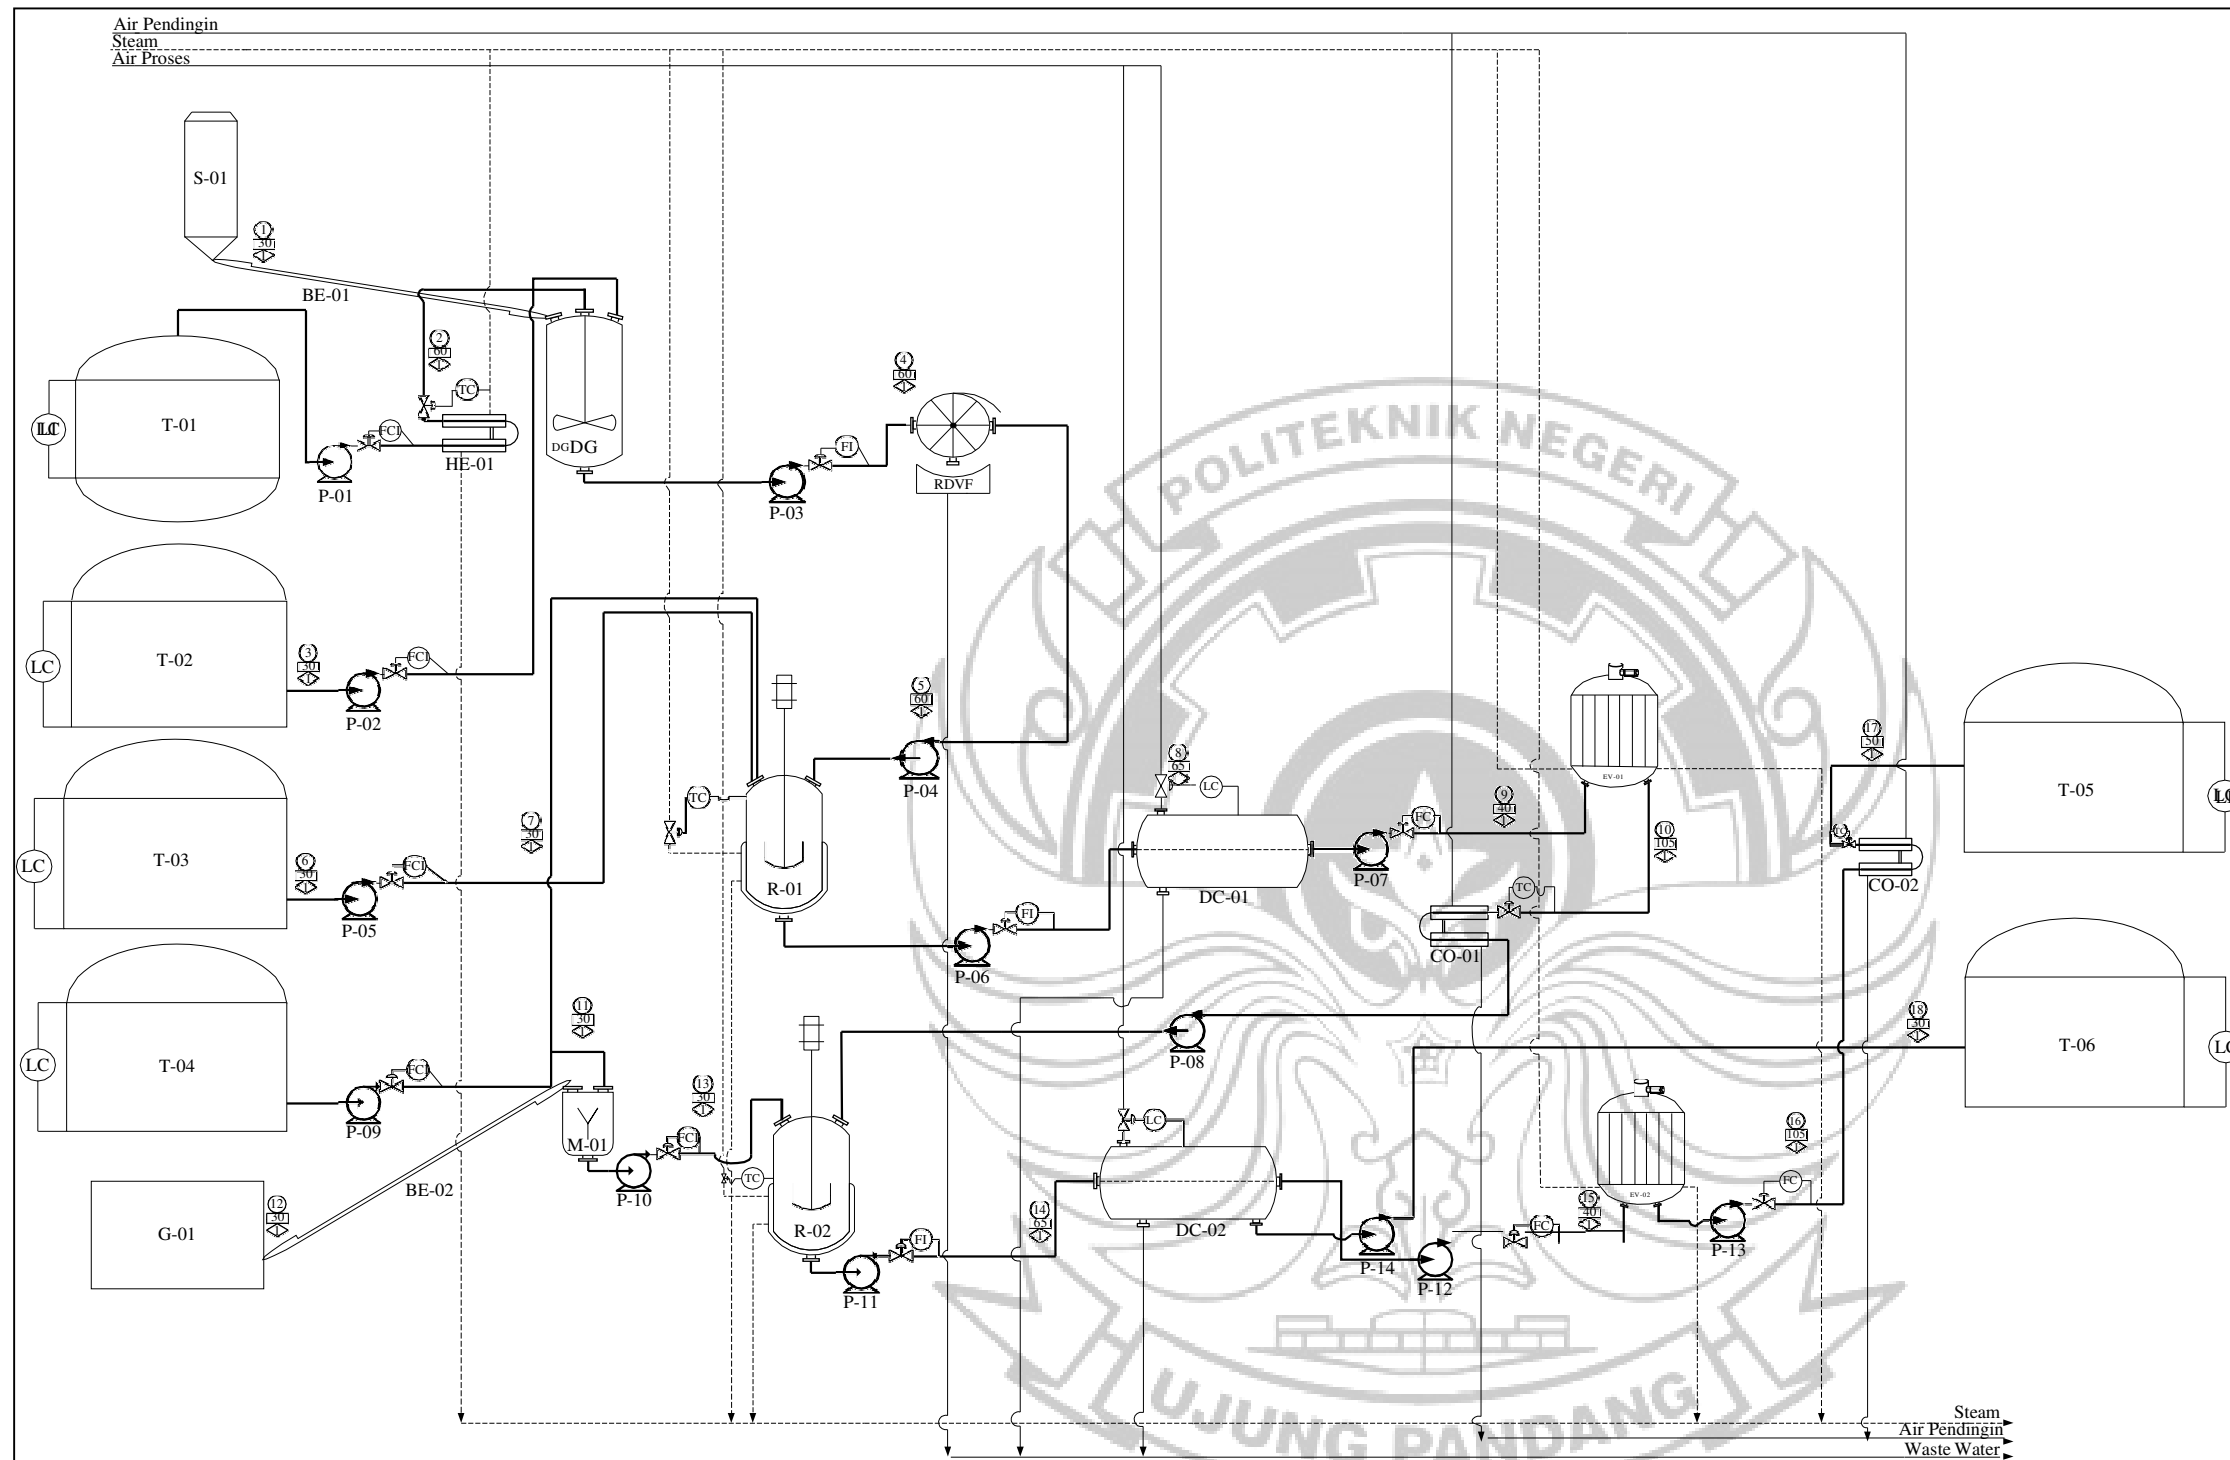 Air Pendingin
Steam
Air Proses
S-01
1
30
1
BE-01
2
60
1
TC
LC
T-01
FCI
P-01
HE-01
DG
DG
4
60
1
FI
P-03
RDVF
LC
T-02
3
30
1
FCI
P-02
5
60
1
P-04
LC
T-03
6
30
1
FCI
P-05
7
30
1
TC
R-01
FI
P-06
8
65
1
LC
DC-01
P-07
FC
9
40
1
EV-01
10
105
1
TC
CO-01
17
50
1
TC
CO-02
T-05
LC
LC
T-04
FCI
P-09
11
30
1
M-01
13
30
1
FCI
P-10
TC
R-02
P-08
LC
DC-02
18
30
1
T-06
LC
G-01
12
30
1
BE-02
FI
P-11
14
65
1
P-14
P-12
FC
15
40
1
EV-02
16
105
1
FC
P-13
Steam
Air Pendingin
Waste Water
POLITEKNIK NEGERI
UJUNG PANDANG